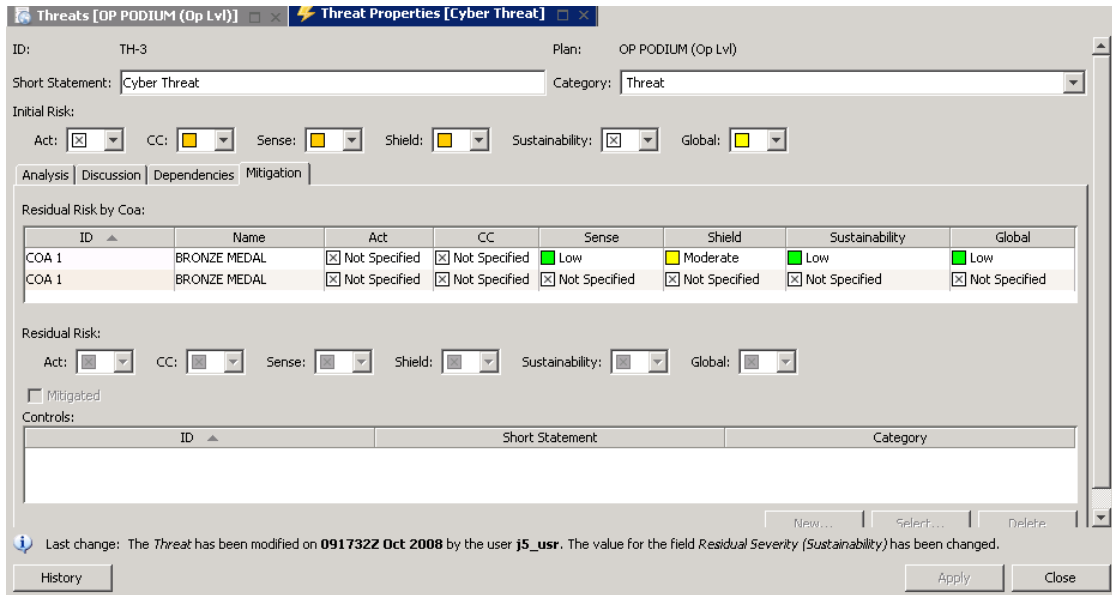 Threats [OP PODIUM (Op Lvl)] Threat Properties [Cyber Threat]
ID: TH-3 Plan: OP PODIUM (Op Lvl)
Short Statement: Cyber Threat Category: Threat
Initial Risk:
Act: CC: Sense: Shield: Sustainability: Global:
Analysis Discussion Dependencies Mitigation
Residual Risk by Coa:
ID Name Act CC Sense Shield Sustainability Global
COA 1 BRONZE MEDAL Not Specified Not Specified Low Moderate Low Low
COA 1 BRONZE MEDAL Not Specified Not Specified Not Specified Not Specified Not Specified Not Specified
Residual Risk:
Act: CC: Sense: Shield: Sustainability: Global:
Mitigated
Controls:
ID Short Statement Category
New... Select... Delete
Last change: The Threat has been modified on 091732Z Oct 2008 by the user j5_usr. The value for the field Residual Severity (Sustainability) has been changed.
History Apply Close